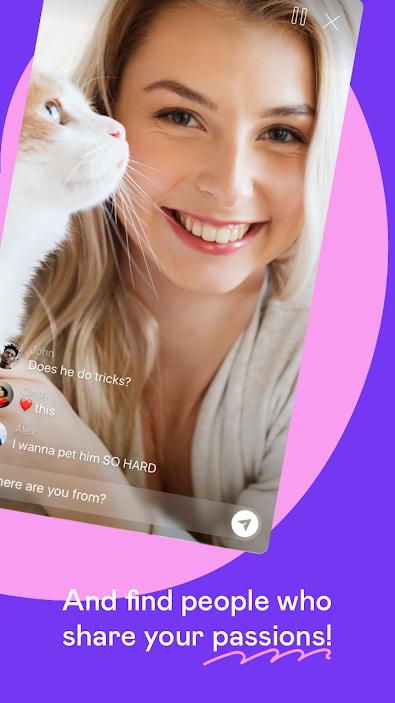 John
Does he do tricks?
Cindy
❤️ this
Alex
I wanna pet him SO HARD
here are you from?
And find people who
share your passions!